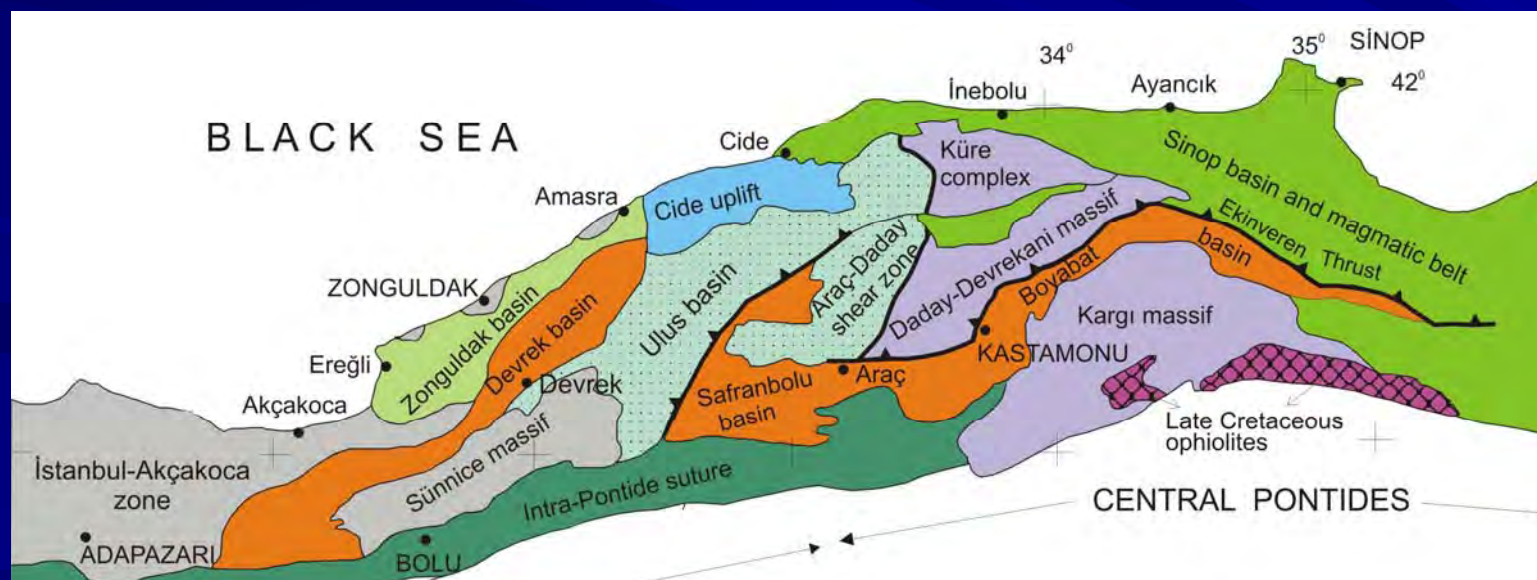 34⁰
35⁰
SİNOP
42⁰
İnebolu
Ayancık
BLACK SEA
Cide
Küre
complex
Sinop basin and magmatic belt
Amasra
Cide uplift
Ekinveren Thrust
ZONGULDAK
Ulus basin
Araç-Daday
shear zone
Daday-Devrekani massif
Boyabat
basin
Kargı massif
Zonguldak basin
Devrek basin
KASTAMONU
Ereğli
Devrek
Araç
Akçakoca
Safranbolu
basin
Late Cretaceous
ophiolites
İstanbul-Akçakoca
zone
Sünnice massif
Intra-Pontide suture
CENTRAL PONTIDES
ADAPAZARI
BOLU